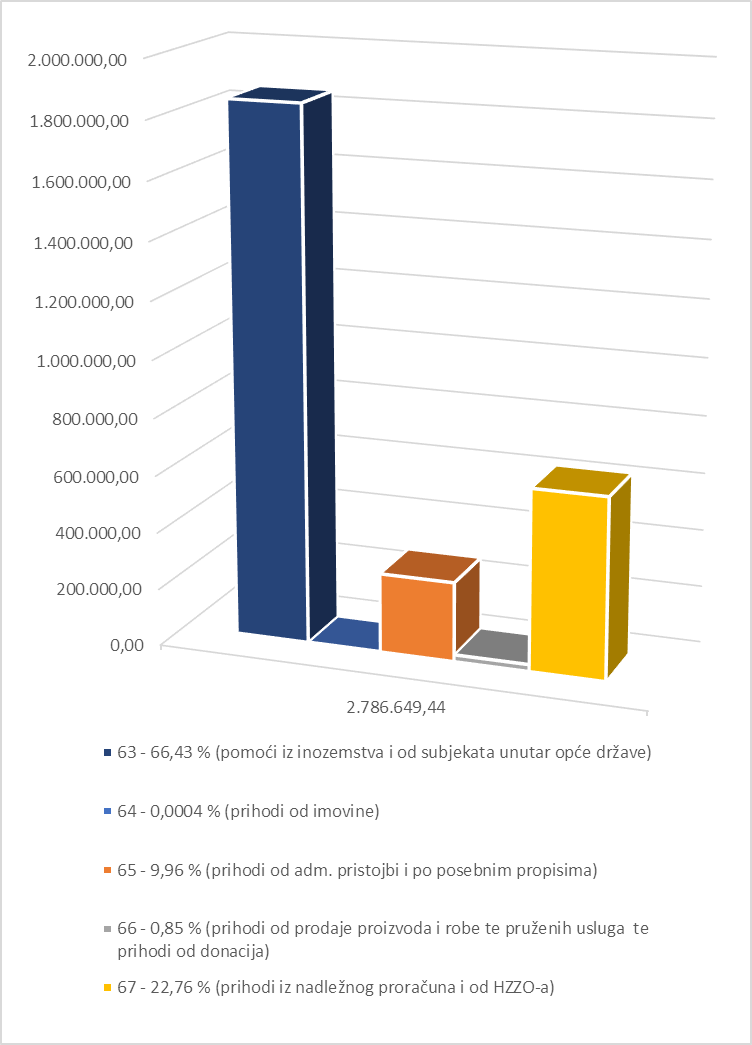 2.000.000,00
1.800.000,00
1.600.000,00
1.400.000,00
1.200.000,00
1.000.000,00
800.000,00
600.000,00
400.000,00
200.000,00
0,00
2.786.649,44
63 - 66,43 % (pomoći iz inozemstva i od subjekata unutar opće države)
64 - 0,0004 % (prihodi od imovine)
65 - 9,96 % (prihodi od adm. pristojbi i po posebnim propisima)
66 - 0,85 % (prihodi od prodaje proizvoda i robe te pruženih usluga  te
prihodi od donacija)
67 - 22,76 % (prihodi iz nadležnog proračuna i od HZZO-a)